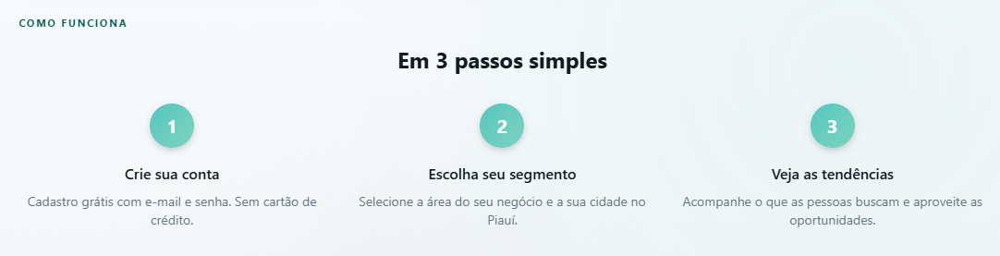 COMO FUNCIONA
Em 3 passos simples
1
Crie sua conta
Cadastro grátis com e-mail e senha. Sem cartão de
crédito.
2
Escolha seu segmento
Selecione a área do seu negócio e a sua cidade no
Piauí.
3
Veja as tendências
Acompanhe o que as pessoas buscam e aproveite as
oportunidades.